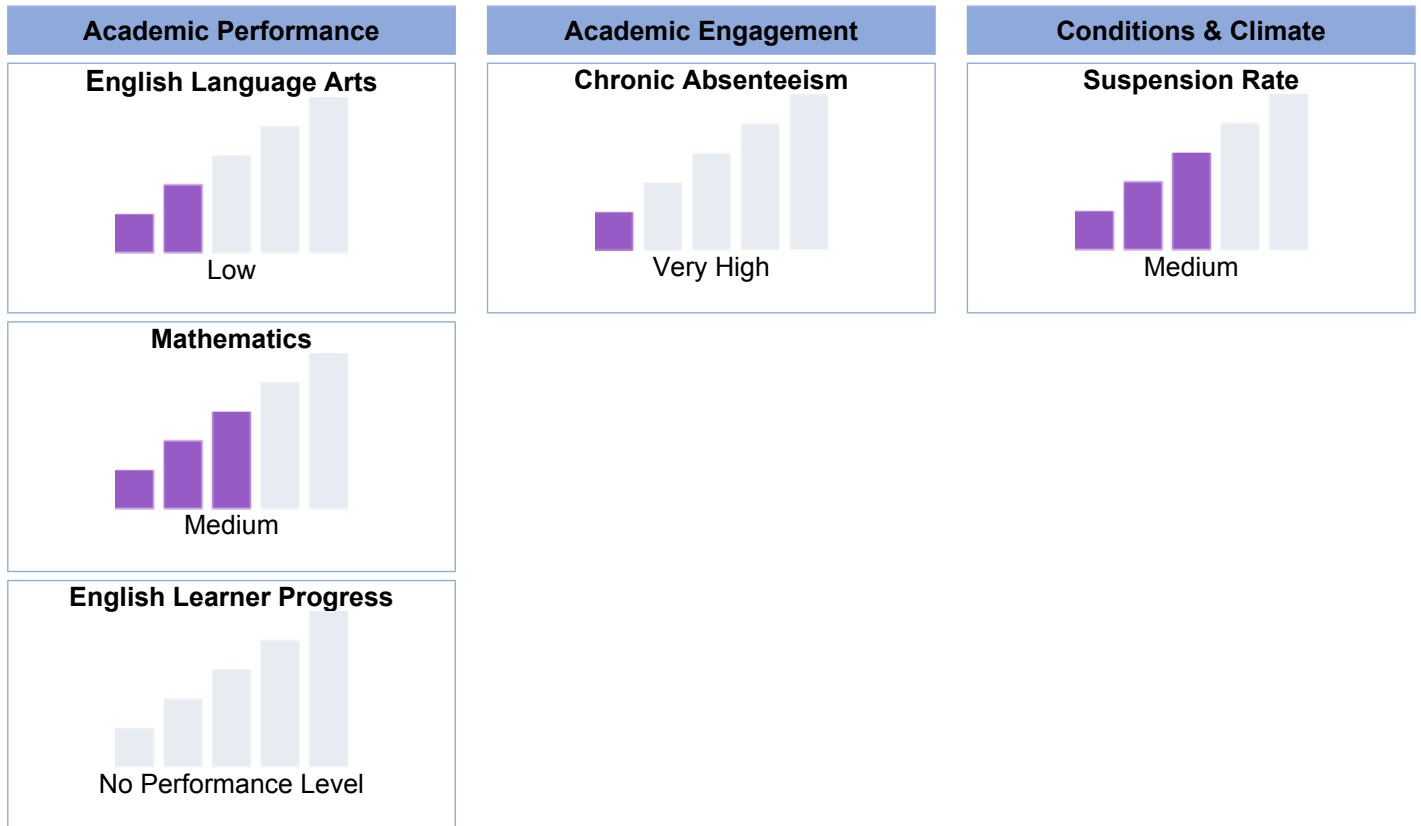 Academic Performance
Academic Engagement
Conditions & Climate
English Language Arts
Low
Chronic Absenteeism
Very High
Suspension Rate
Medium
Mathematics
Medium
English Learner Progress
No Performance Level